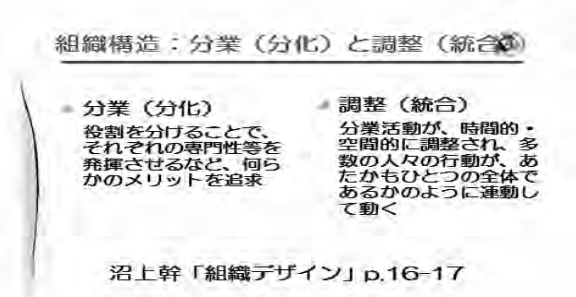 組織構造：分業（分化）と調整（統合）
分業（分化）
役割を分けることで、
それぞれの専門性等を
発揮させるなど、何ら
かのメリットを追求
調整（統合）
分業活動が、時間的・
空間的に調整され、多
数の人々の行動が、あ
たかもひとつの全体で
あるかのように連動し
て動く
沼上幹「組織デザイン」p.16-17